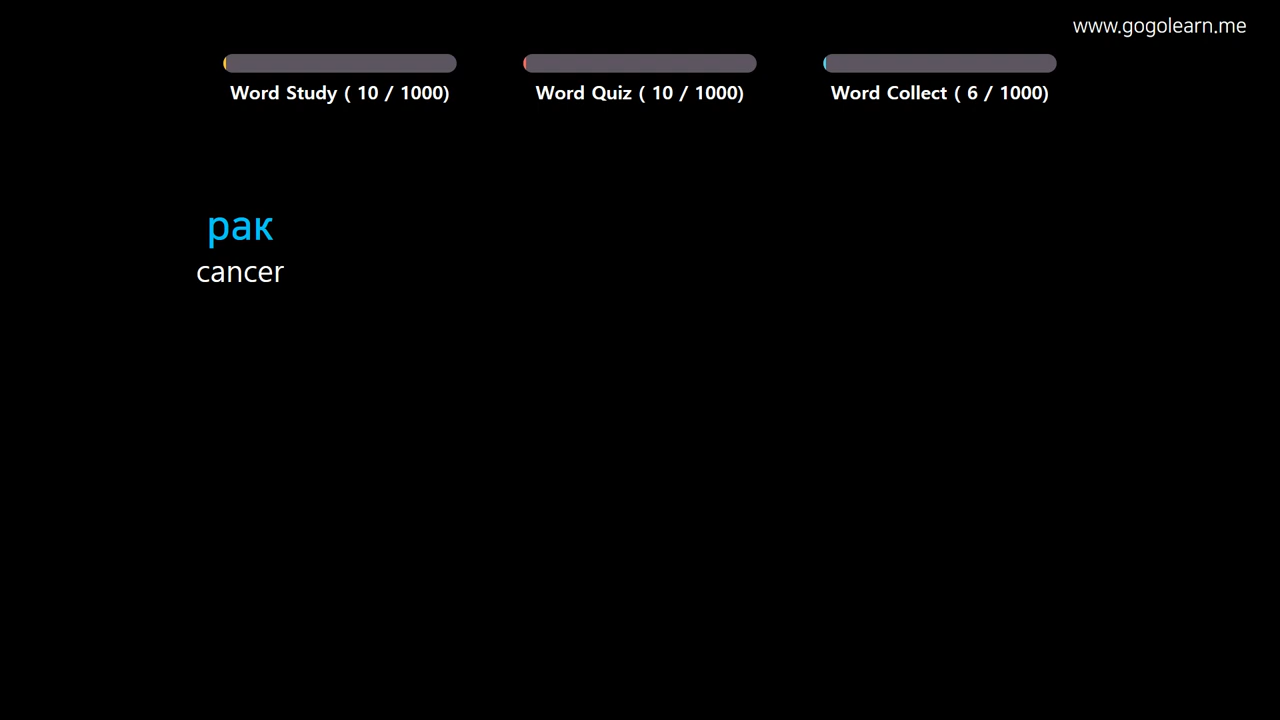 www.gogolearn.me
Word Study ( 10 / 1000)
Word Quiz ( 10 / 1000)
Word Collect ( 6 / 1000)
рак
cancer